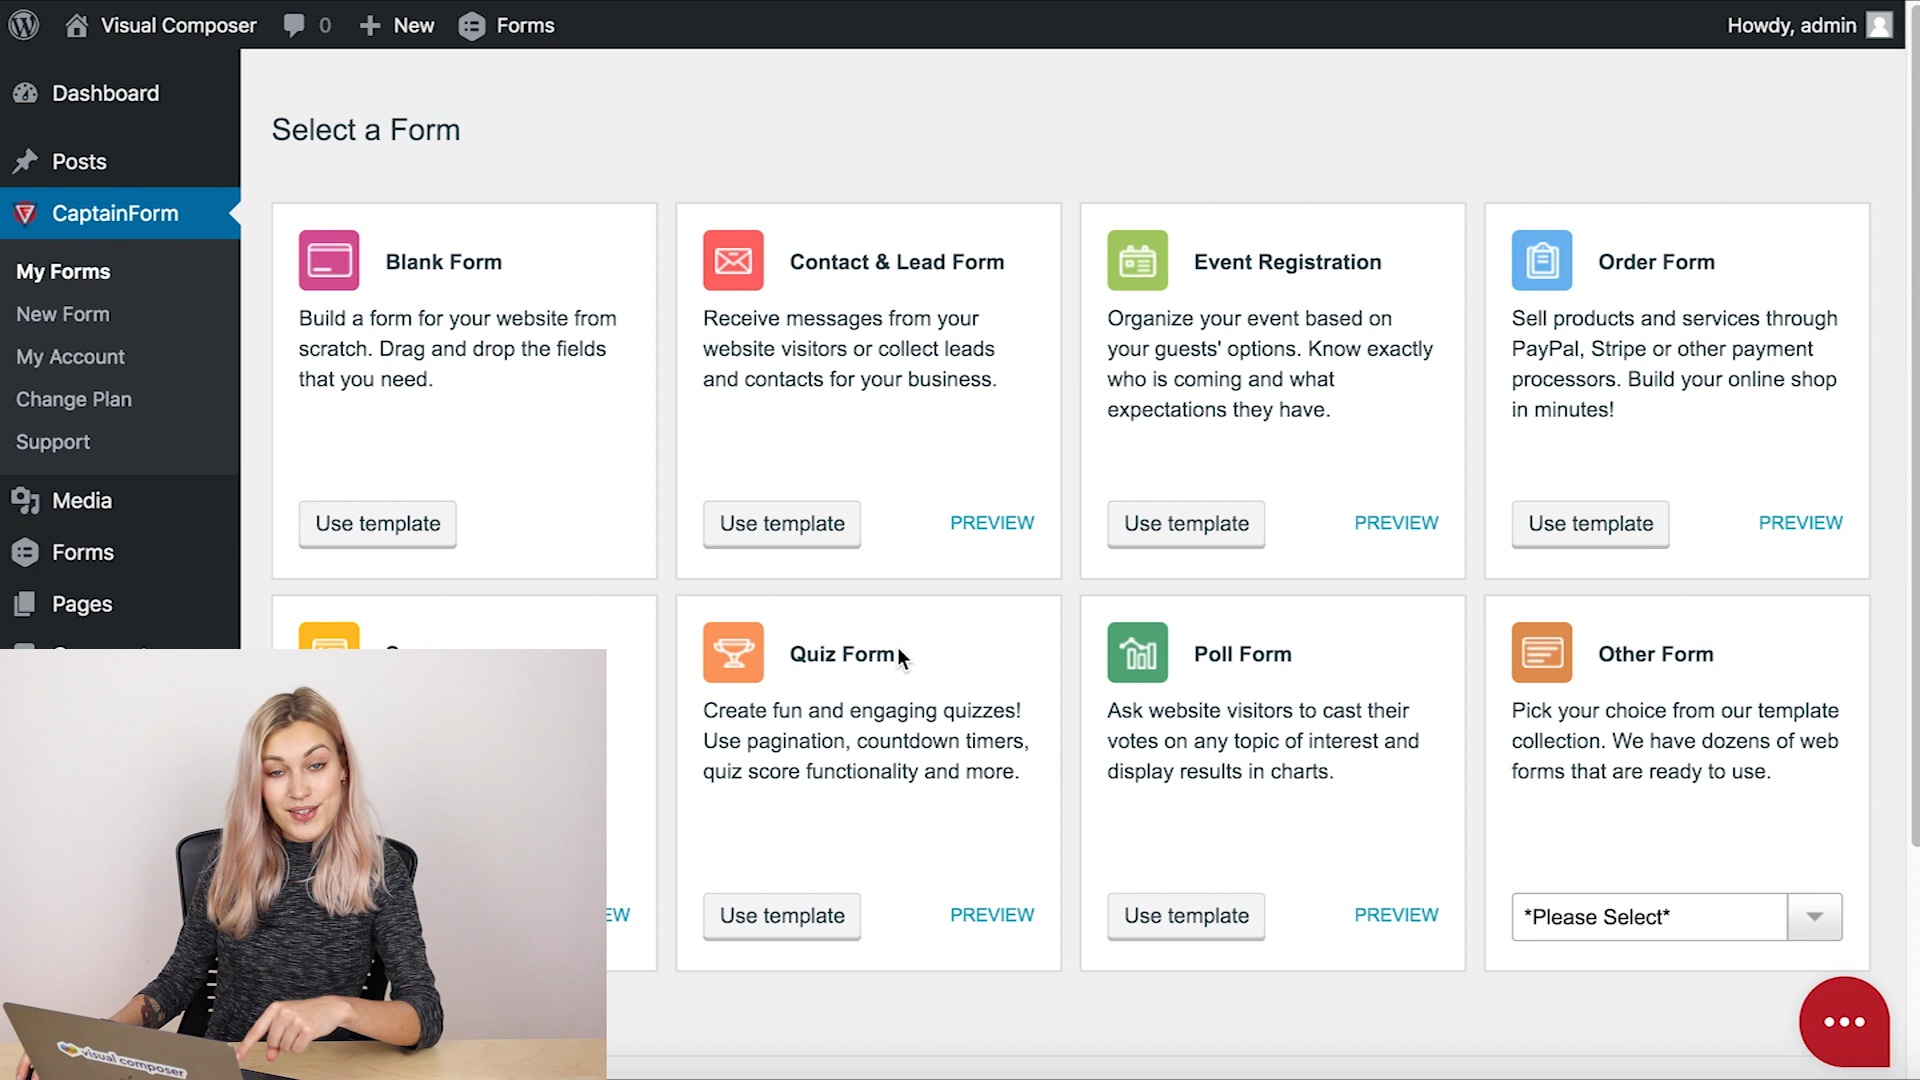 Visual Composer 0 New Forms Howdy, admin
Dashboard
Posts
CaptainForm
My Forms
New Form
My Account
Change Plan
Support
Media
Forms
Pages
Select a Form
Blank Form
Build a form for your website from
scratch. Drag and drop the fields
that you need.
Use template
Contact & Lead Form
Receive messages from your
website visitors or collect leads
and contacts for your business.
Use template PREVIEW
Event Registration
Organize your event based on
your guests' options. Know exactly
who is coming and what
expectations they have.
Use template PREVIEW
Order Form
Sell products and services through
PayPal, Stripe or other payment
processors. Build your online shop
in minutes!
Use template PREVIEW
EW
Quiz Form
Create fun and engaging quizzes!
Use pagination, countdown timers,
quiz score functionality and more.
Use template PREVIEW
Poll Form
Ask website visitors to cast their
votes on any topic of interest and
display results in charts.
Use template PREVIEW
Other Form
Pick your choice from our template
collection. We have dozens of web
forms that are ready to use.
*Please Select*
visual composer